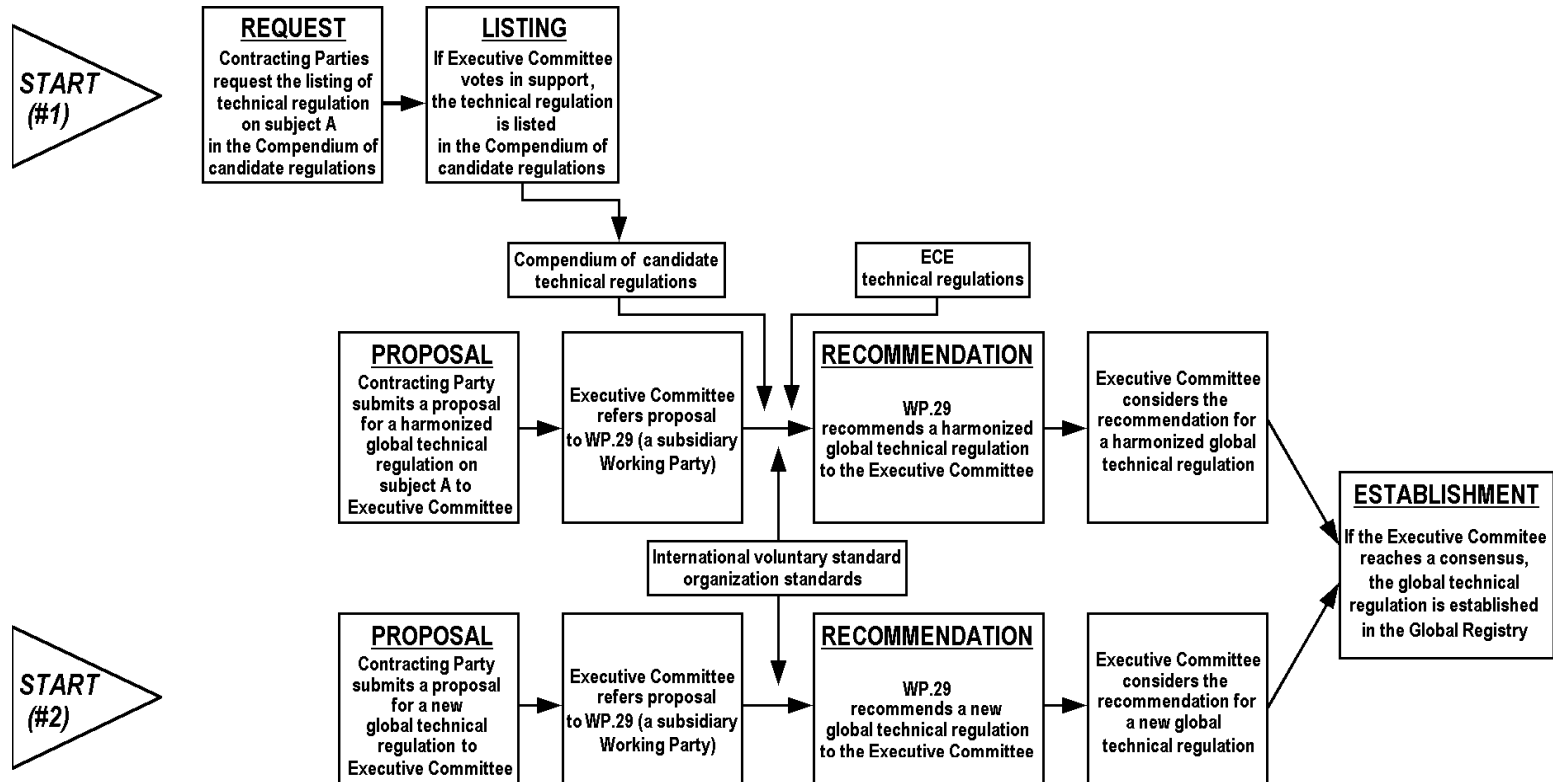 START
(#1)
REQUEST
Contracting Parties
request the listing of
technical regulation
on subject A
in the Compendium of
candidate regulations
LISTING
If Executive Committee
votes in support,
the technical regulation
is listed
in the Compendium of
candidate regulations
Compendium of candidate
technical regulations
ECE
technical regulations
PROPOSAL
Contracting Party
submits a proposal
for a harmonized
global technical
regulation on
subject A to
Executive Committee
Executive Committee
refers proposal
to WP.29 (a subsidiary
Working Party)
RECOMMENDATION
WP.29
recommends a harmonized
global technical regulation
to the Executive Committee
Executive Committee
considers the
recommendation for
a harmonized global
technical regulation
ESTABLISHMENT
If the Executive Commitee
reaches a consensus,
the global technical
regulation is established
in the Global Registry
International voluntary standard
organization standards
START
(#2)
PROPOSAL
Contracting Party
submits a proposal
for a new
global technical
regulation to
Executive Committee
Executive Committee
refers proposal
to WP.29 (a subsidiary
Working Party)
RECOMMENDATION
WP.29
recommends a new
global technical regulation
to the Executive Committee
Executive Committee
considers the
recommendation for
a new global
technical regulation